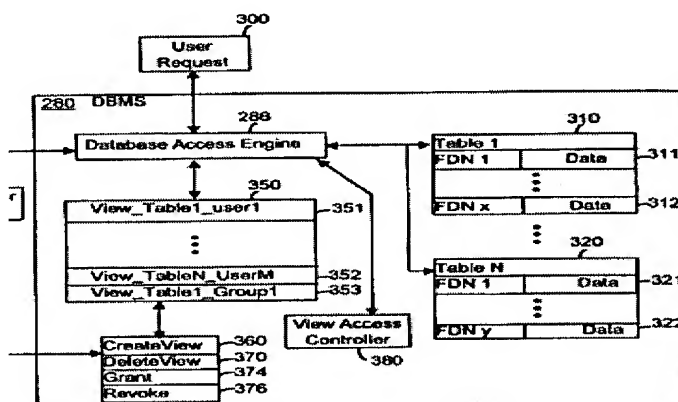 300
User
Request
280 DBMS
288
Database Access Engine
310
Table 1
FDN 1 Data 311
FDN x Data 312
350
View_Table1_user1 351
View_TableN_UserM 352
View_Table1_Group1 353
320
Table N
FDN 1 Data 321
FDN y Data 322
CreateView 360
DeleteView 370
Grant 374
Revoke 376
View Access
Controller
380